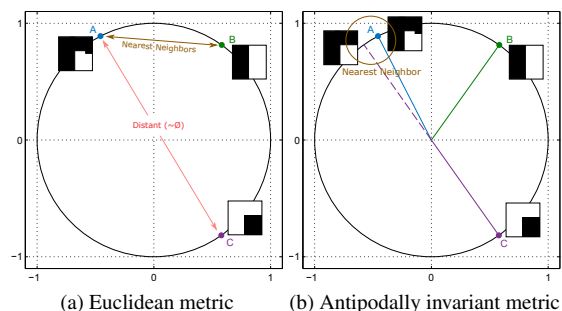 A
B
Nearest Neighbors
Distant (~Ø)
C
1
0
−1
−1
0
1
(a) Euclidean metric
A
B
Nearest Neighbor
C
1
0
−1
−1
0
1
(b) Antipodally invariant metric